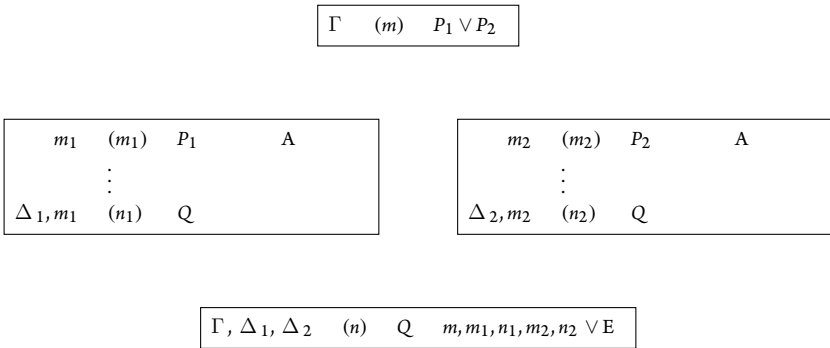 Γ (m) P₁ ∨ P₂
m₁ (m₁) P₁ A
⋮
Δ₁, m₁ (n₁) Q
m₂ (m₂) P₂ A
⋮
Δ₂, m₂ (n₂) Q
Γ, Δ₁, Δ₂ (n) Q m, m₁, n₁, m₂, n₂ ∨E